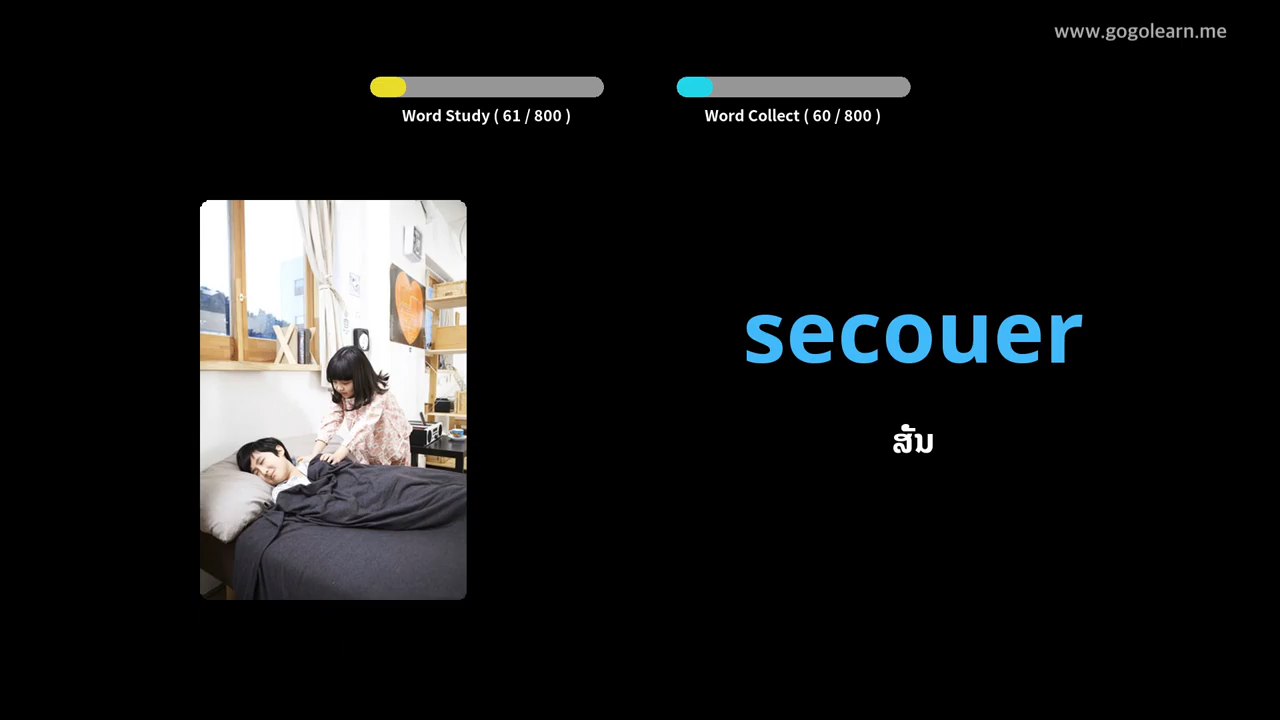 www.gogolearn.me
Word Study ( 61 / 800 )
Word Collect ( 60 / 800 )
secouer
ສັ່ນ